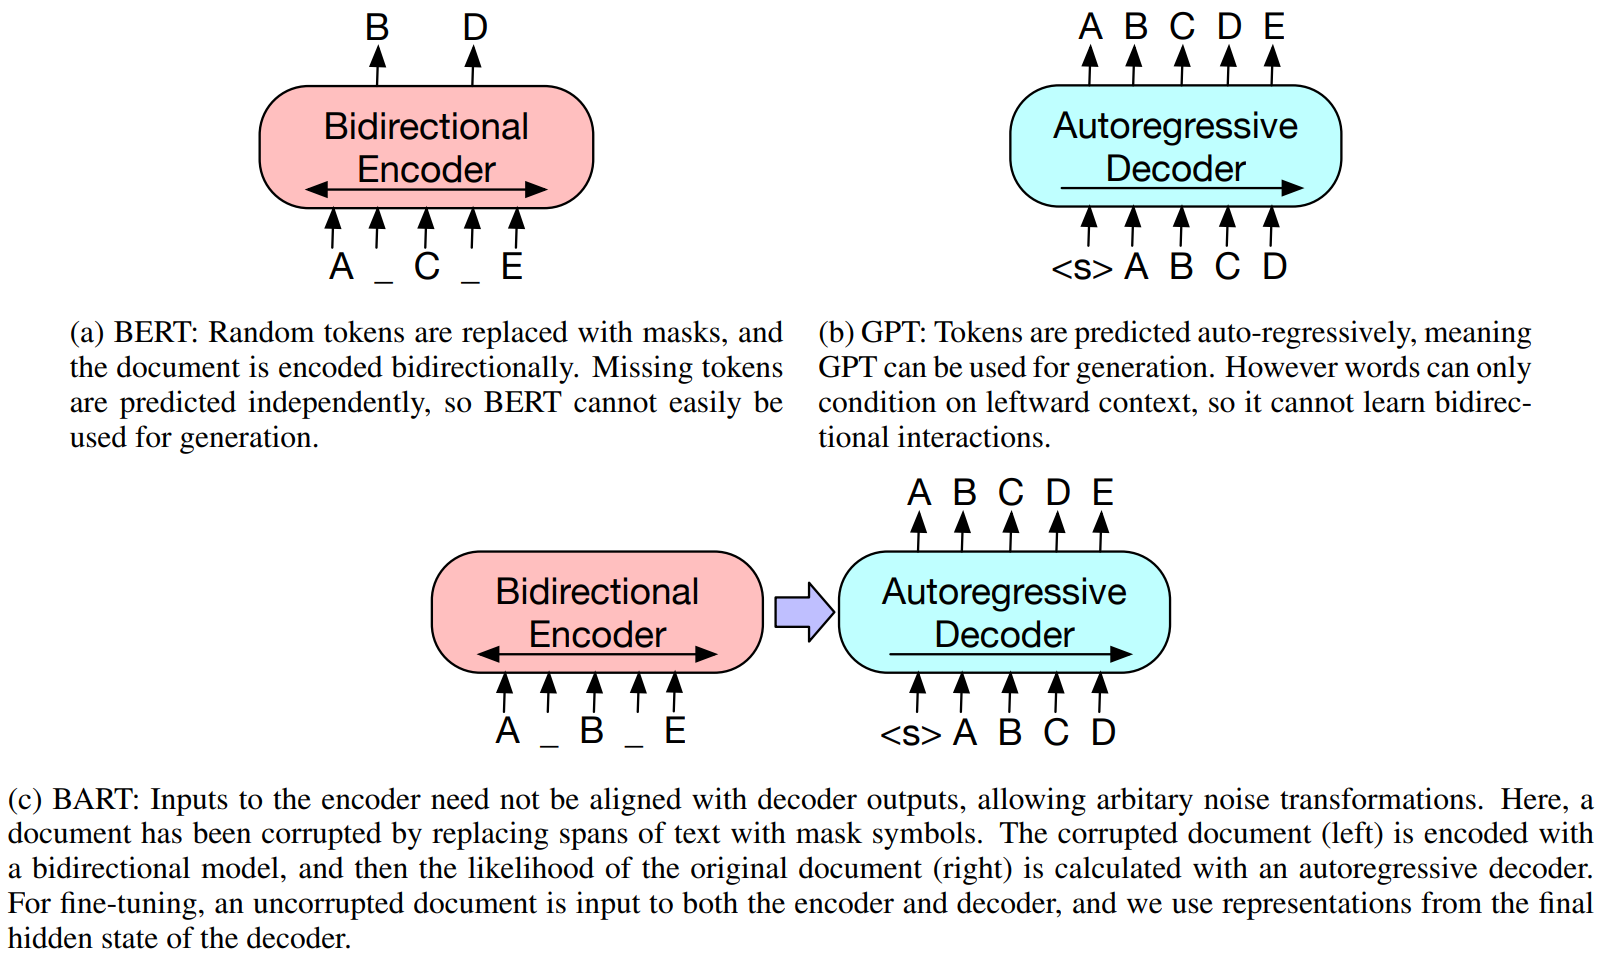 B D
Bidirectional
Encoder
A _ C _ E
(a) BERT: Random tokens are replaced with masks, and
the document is encoded bidirectionally. Missing tokens
are predicted independently, so BERT cannot easily be
used for generation.
A B C D E
Autoregressive
Decoder
<s> A B C D
(b) GPT: Tokens are predicted auto-regressively, meaning
GPT can be used for generation. However words can only
condition on leftward context, so it cannot learn bidirec-
tional interactions.
Bidirectional
Encoder
A _ B _ E
A B C D E
Autoregressive
Decoder
<s> A B C D
(c) BART: Inputs to the encoder need not be aligned with decoder outputs, allowing arbitary noise transformations. Here, a
document has been corrupted by replacing spans of text with mask symbols. The corrupted document (left) is encoded with
a bidirectional model, and then the likelihood of the original document (right) is calculated with an autoregressive decoder.
For fine-tuning, an uncorrupted document is input to both the encoder and decoder, and we use representations from the final
hidden state of the decoder.